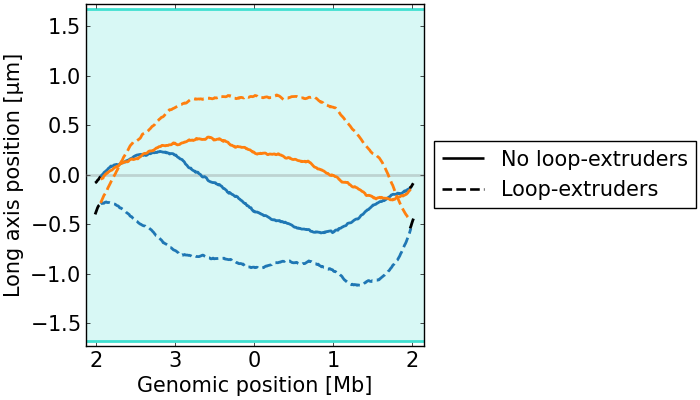 Long axis position [μm]
1.5
1.0
0.5
0.0
−0.5
−1.0
−1.5
2 3 0 1 2
Genomic position [Mb]
No loop-extruders
Loop-extruders